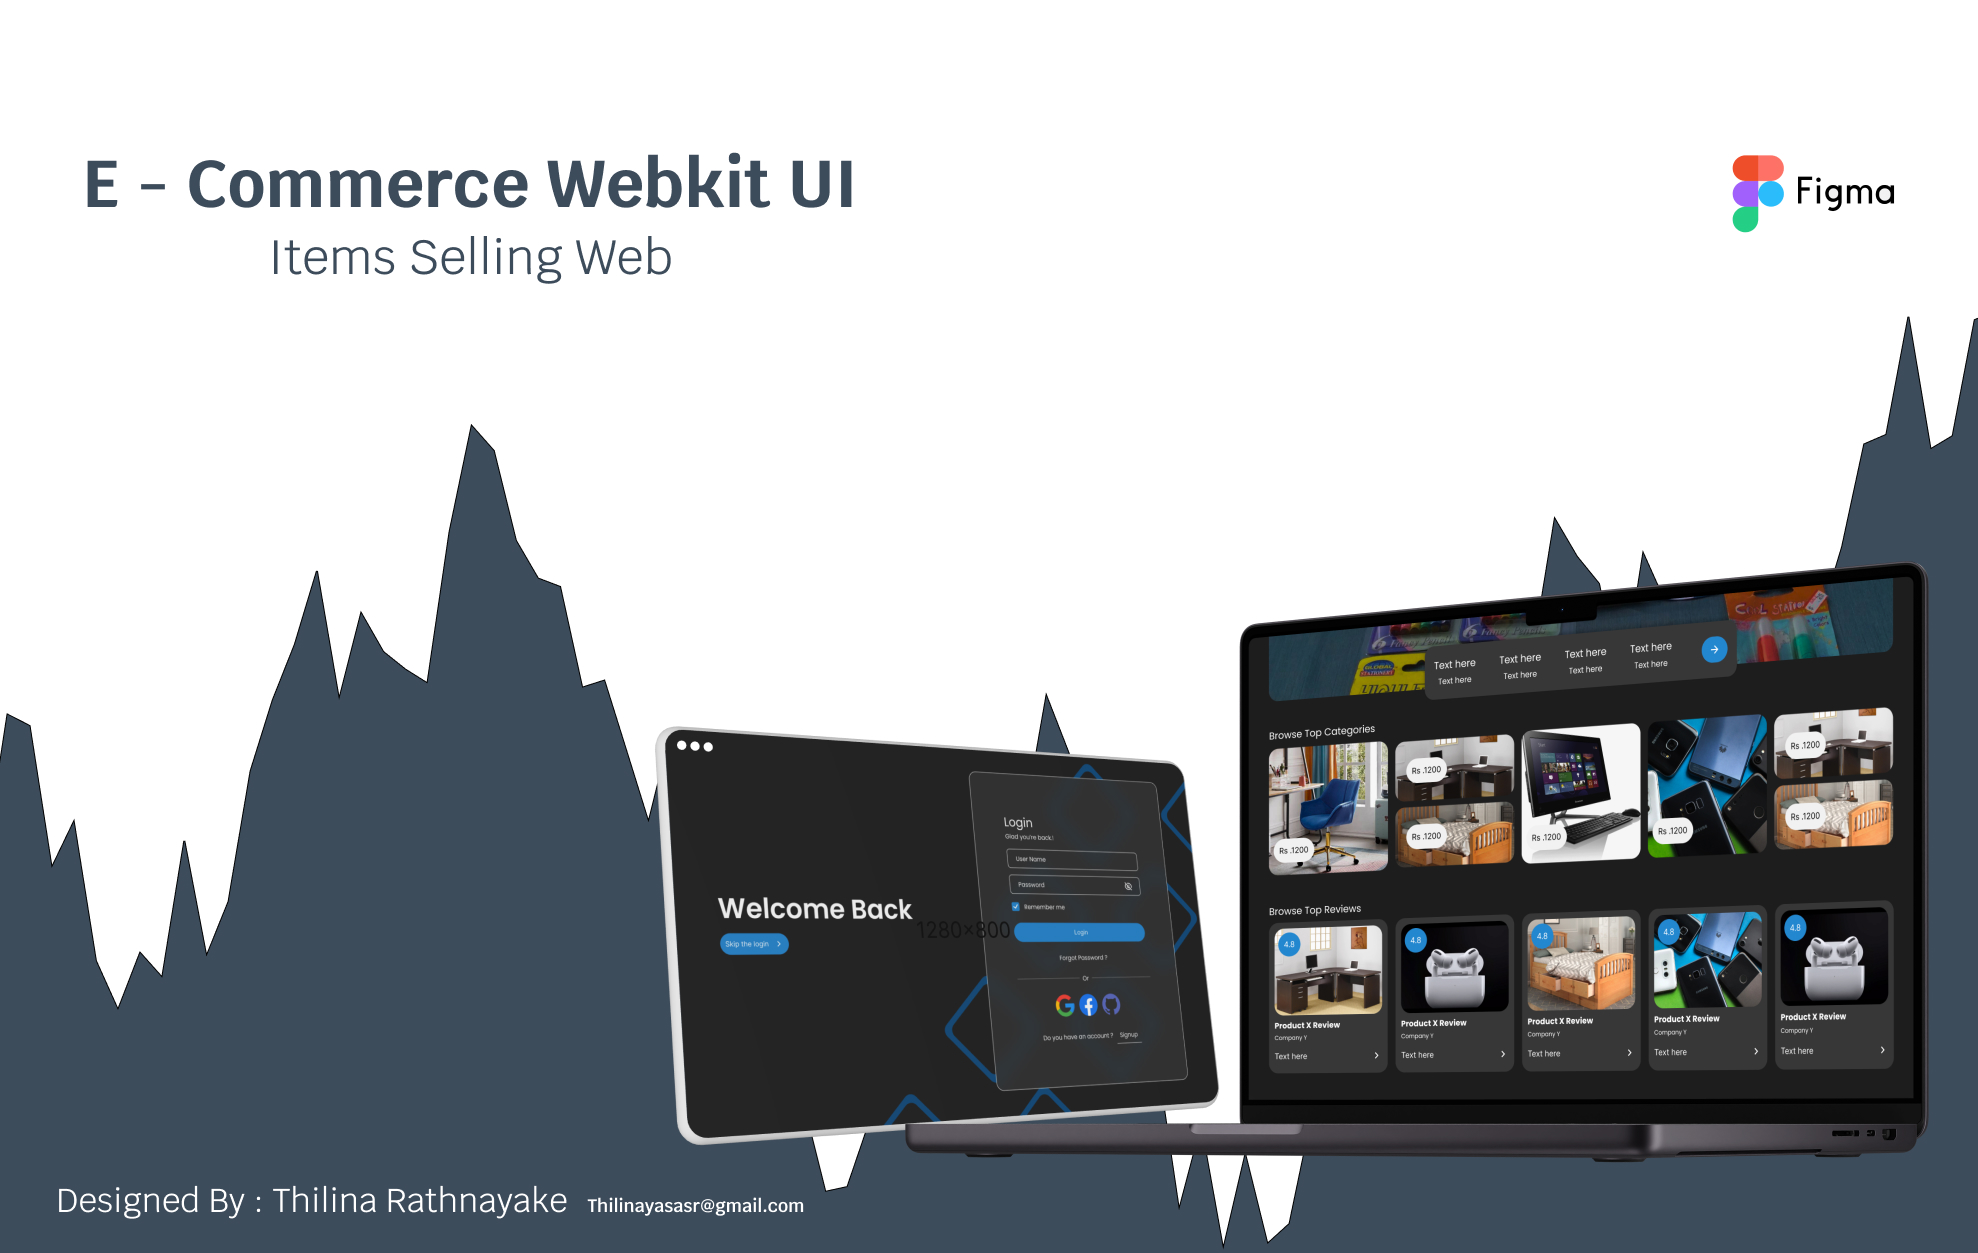 E - Commerce Webkit UI
Items Selling Web
Figma
Welcome Back
Skip the login
1280×800
Login
Glad you're back.!
User Name
Password
Remember me
Login
Forgot Password ?
Or
Do you have an account ? Signup
GLOBAL
STATIONERY
Text here Text here Text here Text here
Text here Text here Text here Text here
Browse Top Categories
Rs .1200 Rs .1200 Rs .1200 Rs .1200 Rs .1200
Rs .1200 Rs .1200
Browse Top Reviews
4.8 4.8 4.8 4.8 4.8
Product X Review Product X Review Product X Review Product X Review Product X Review
Company Y Company Y Company Y Company Y Company Y
Text here Text here Text here Text here Text here
Designed By : Thilina Rathnayake Thilinayasasr@gmail.com